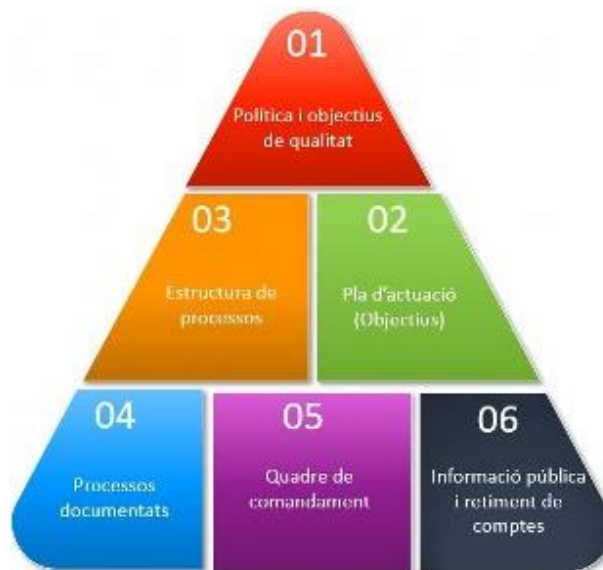 01
Política i objectius
de qualitat
03
Estructura de
processos
02
Pla d'actuació
(Objectius)
04
Processos
documentats
05
Quadre de
comandament
06
Informació pública
i retiment de
comptes